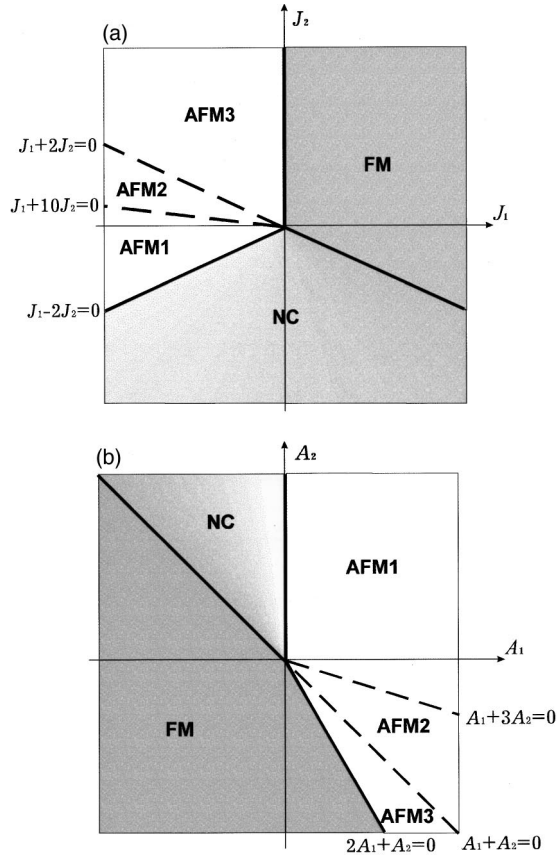 (a)
J₂
AFM3
J₁+2J₂=0
FM
AFM2
J₁+10J₂=0
J₁
AFM1
J₁-2J₂=0
NC
(b)
A₂
NC
AFM1
A₁
A₁+3A₂=0
AFM2
FM
AFM3
2A₁+A₂=0
A₁+A₂=0